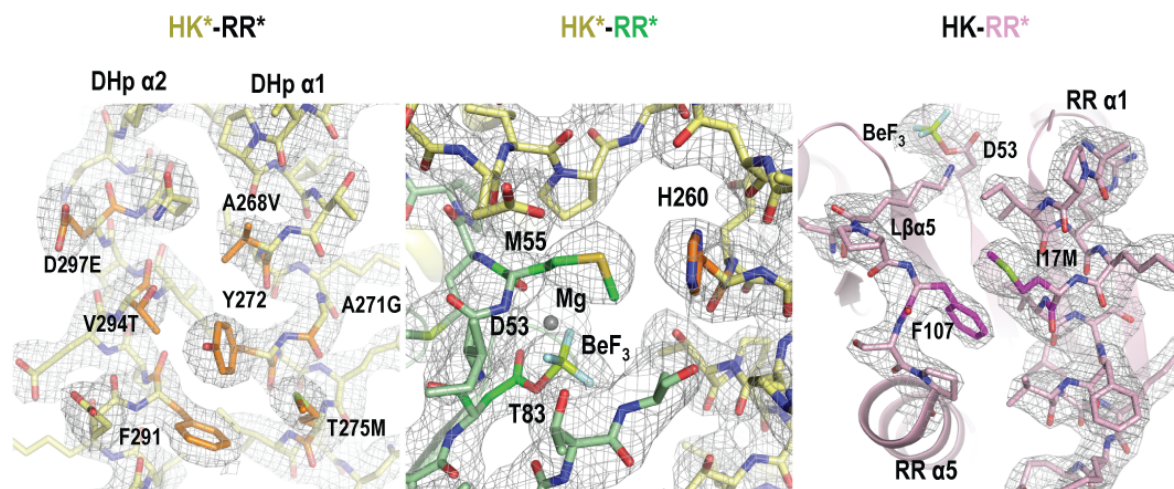 HK*-RR*
DHp α2
DHp α1
A268V
D297E
Y272
A271G
V294T
F291
T275M
HK*-RR*
H260
M55
Mg
D53
BeF3
T83
HK-RR*
RR α1
BeF3
D53
Lβα5
I17M
F107
RR α5